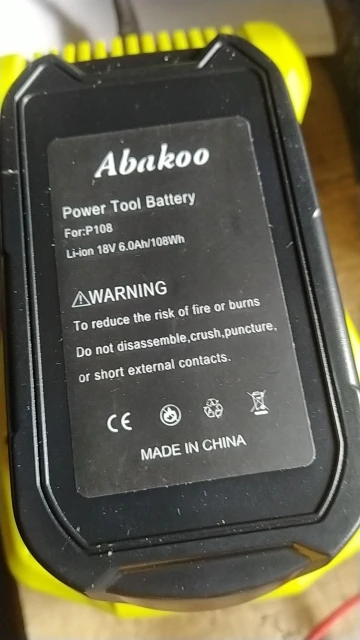 Abakoo
Power Tool Battery
For:P108
Li-ion 18V 6.0Ah/108Wh
⚠WARNING
To reduce the risk of fire or burns
Do not disassemble,crush,puncture,
or short external contacts.
CE
MADE IN CHINA